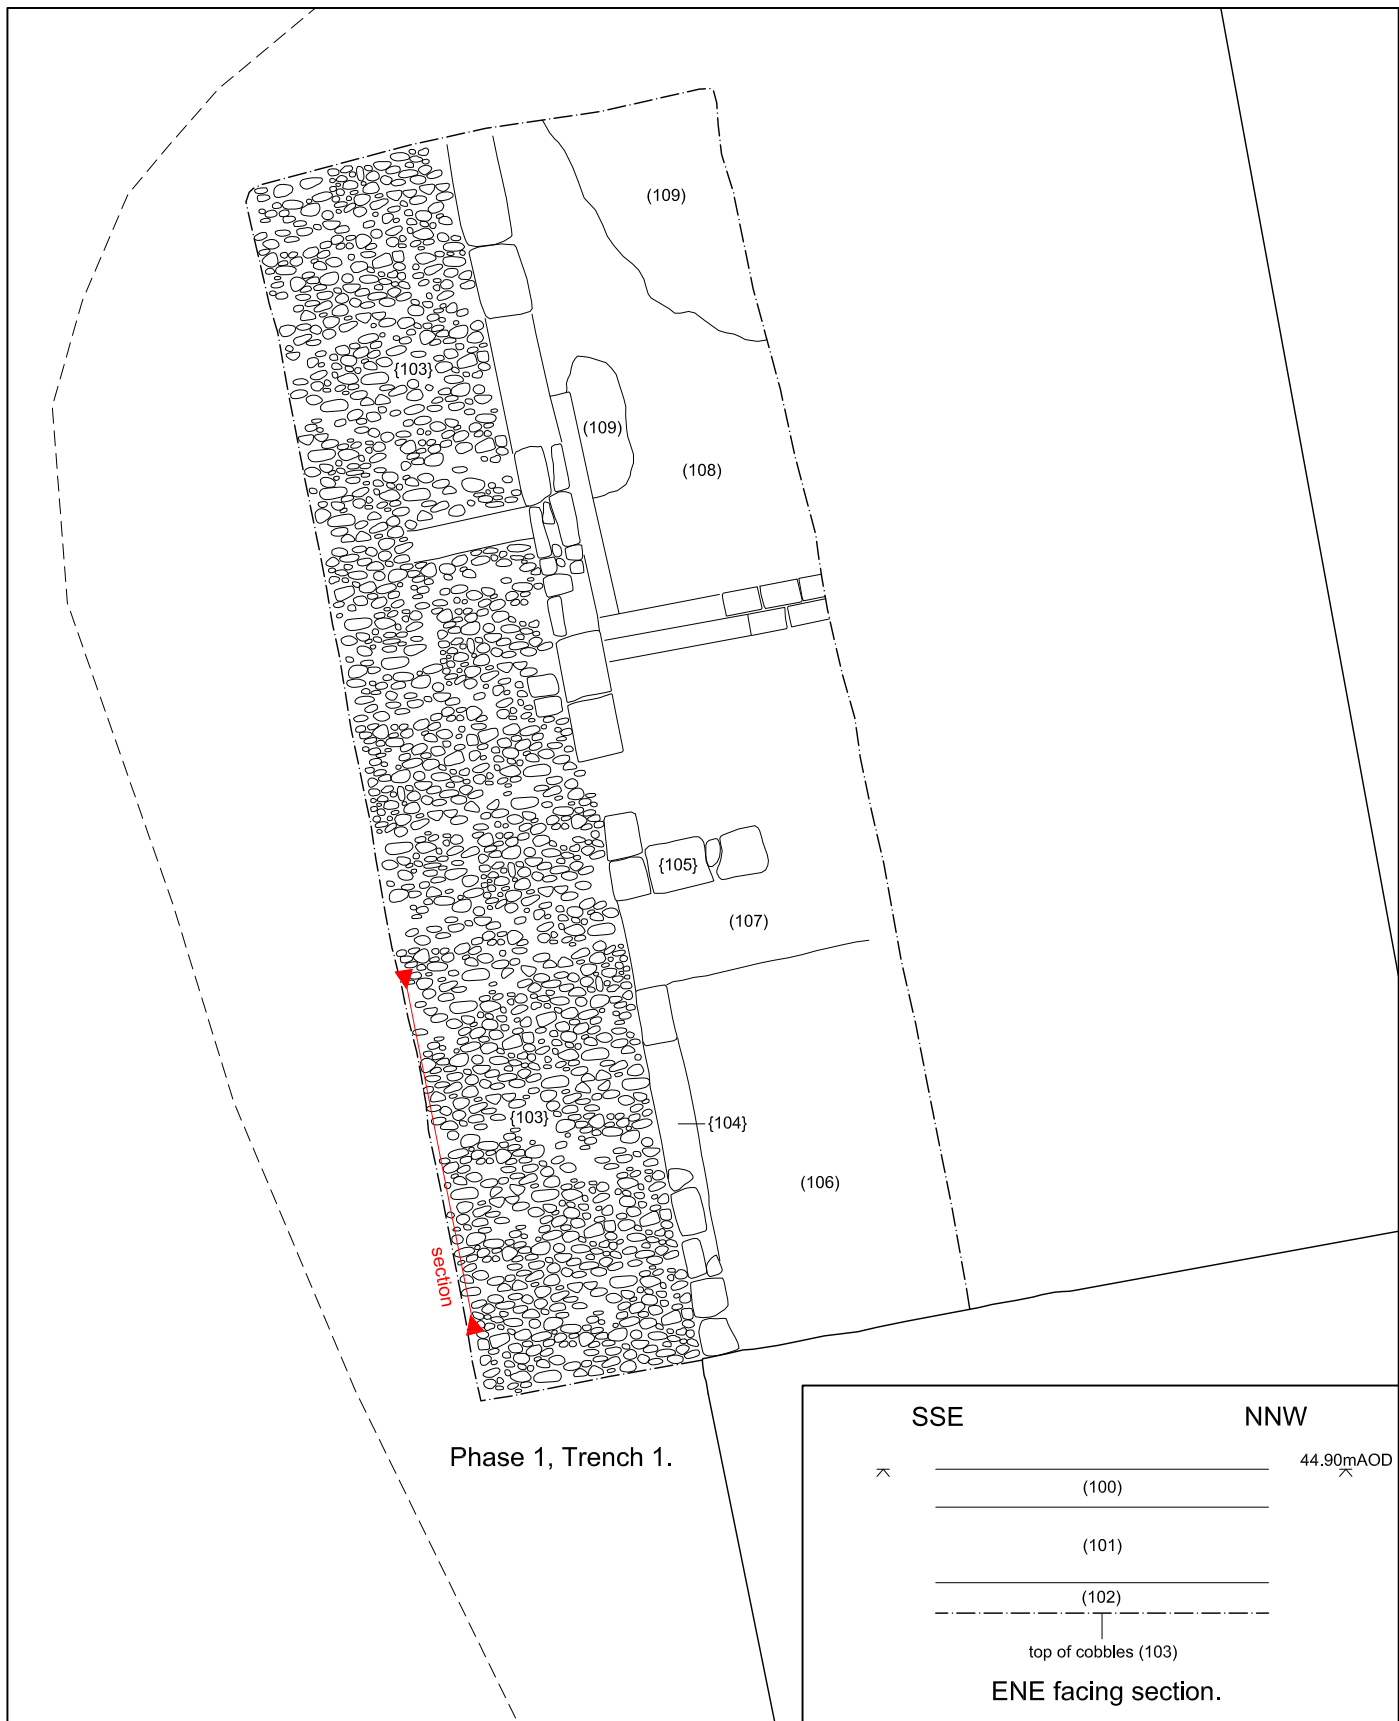 (109)
{103}
(109)
(108)
{105}
(107)
{103}
{104}
(106)
section
Phase 1, Trench 1.
SSE NNW
44.90mAOD
(100)
(101)
(102)
top of cobbles (103)
ENE facing section.